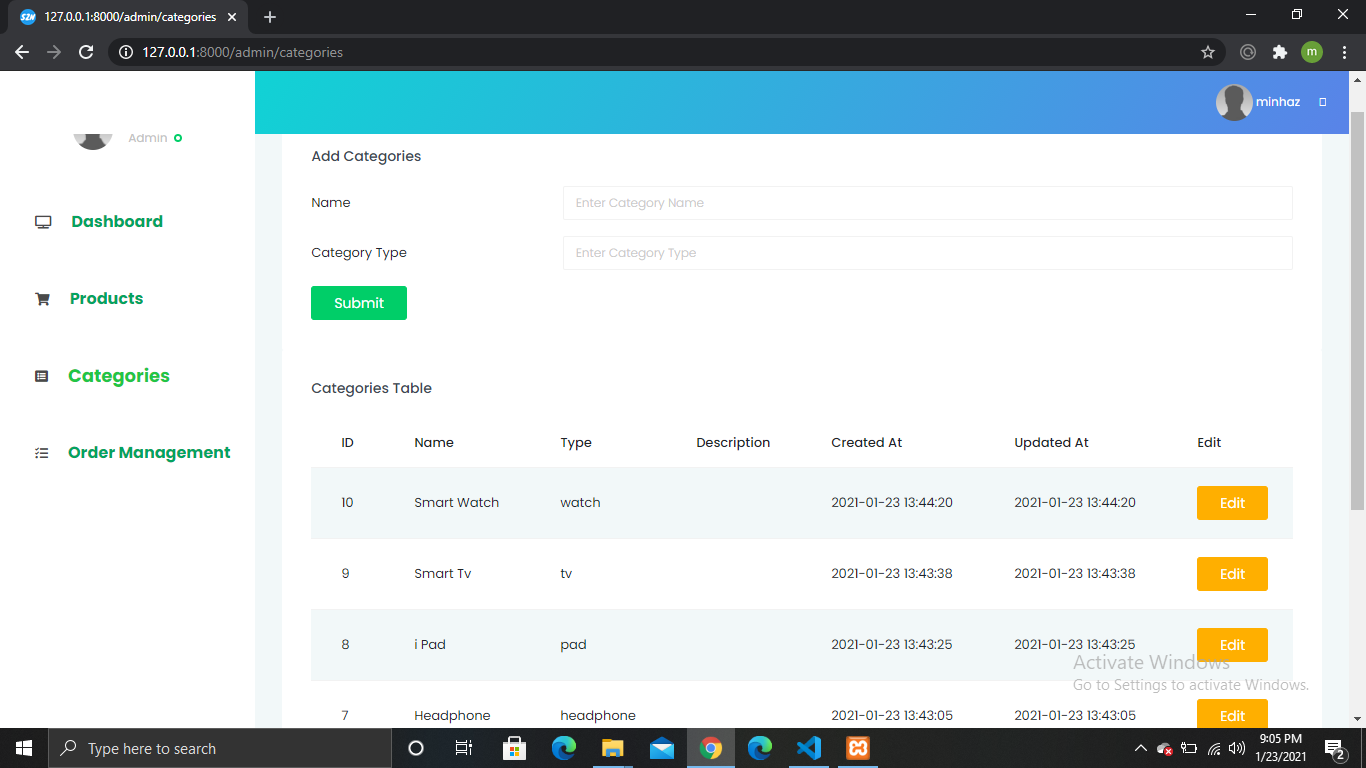 127.0.0.1:8000/admin/categories
127.0.0.1:8000/admin/categories
m
minhaz
Admin
Add Categories
Name
Enter Category Name
Category Type
Enter Category Type
Submit
Dashboard
Products
Categories
Order Management
Categories Table
ID Name Type Description Created At Updated At Edit
10 Smart Watch watch 2021-01-23 13:44:20 2021-01-23 13:44:20 Edit
9 Smart Tv tv 2021-01-23 13:43:38 2021-01-23 13:43:38 Edit
8 i Pad pad 2021-01-23 13:43:25 2021-01-23 13:43:25 Edit
7 Headphone headphone 2021-01-23 13:43:05 2021-01-23 13:43:05 Edit
Activate Windows
Go to Settings to activate Windows.
Type here to search
9:05 PM
1/23/2021
2